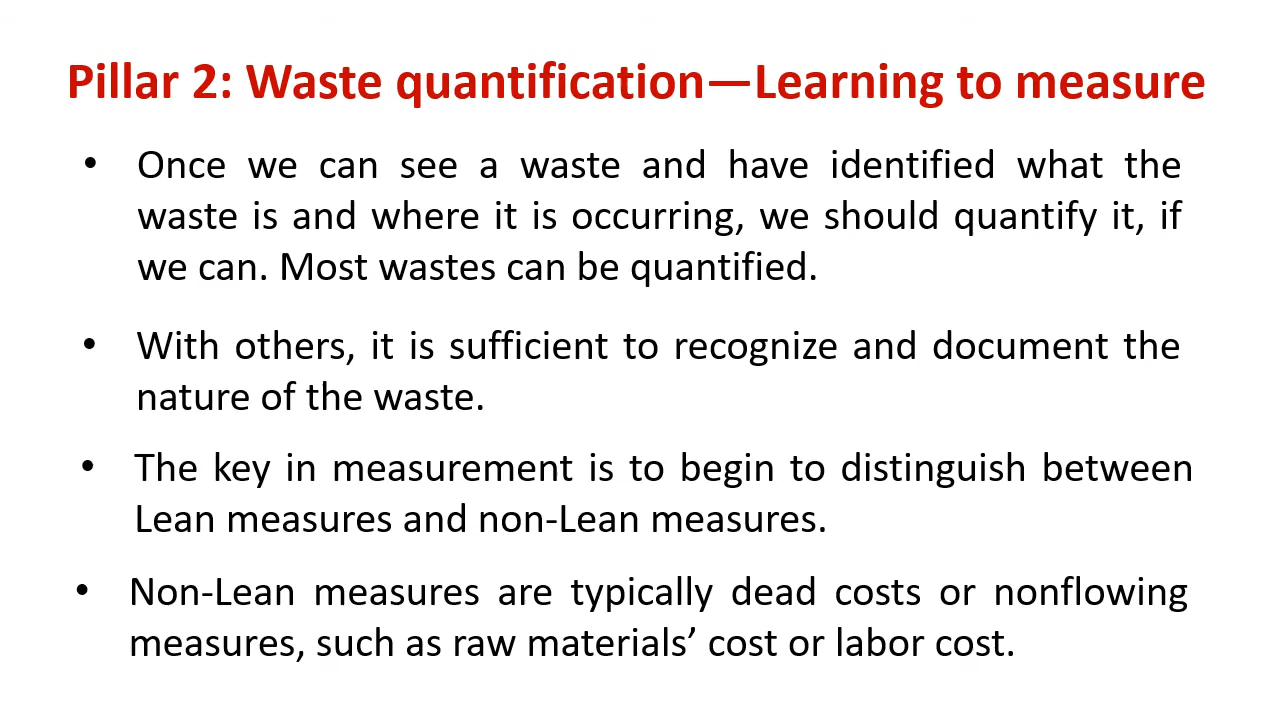 Pillar 2: Waste quantification—Learning to measure
• Once we can see a waste and have identified what the
waste is and where it is occurring, we should quantify it, if
we can. Most wastes can be quantified.
• With others, it is sufficient to recognize and document the
nature of the waste.
• The key in measurement is to begin to distinguish between
Lean measures and non-Lean measures.
• Non-Lean measures are typically dead costs or nonflowing
measures, such as raw materials’ cost or labor cost.